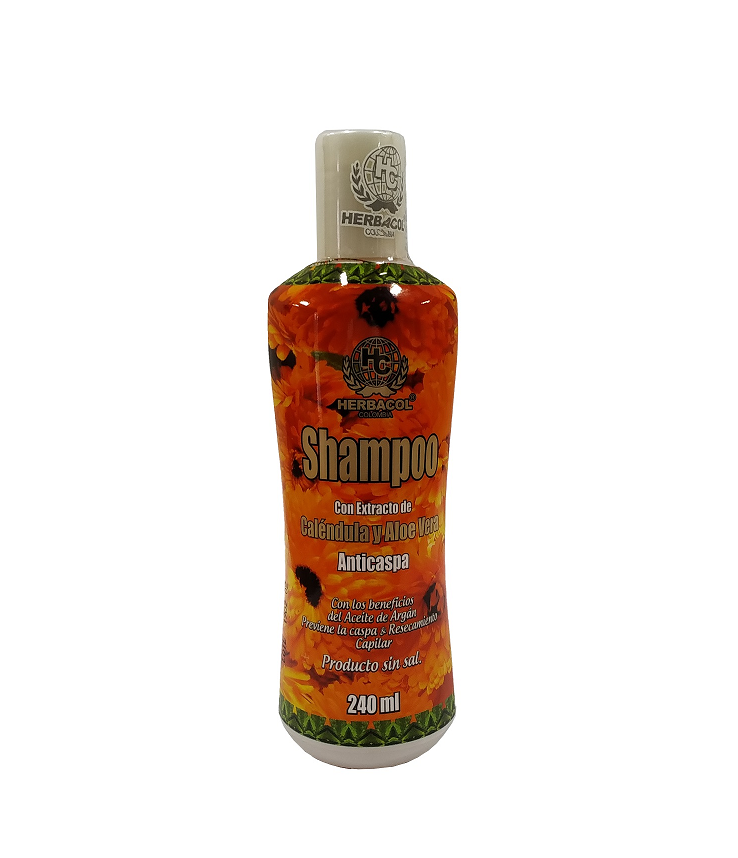 HC
HERBACOL
COLOMBIA
HC
HERBACOL®
COLOMBIA
Shampoo
Con Extracto de
Caléndula y Aloe Vera
Anticaspa
Con los beneficios
del Aceite de Argán
Previene la caspa & Resecamiento
Capilar
Producto sin sal.
240 ml